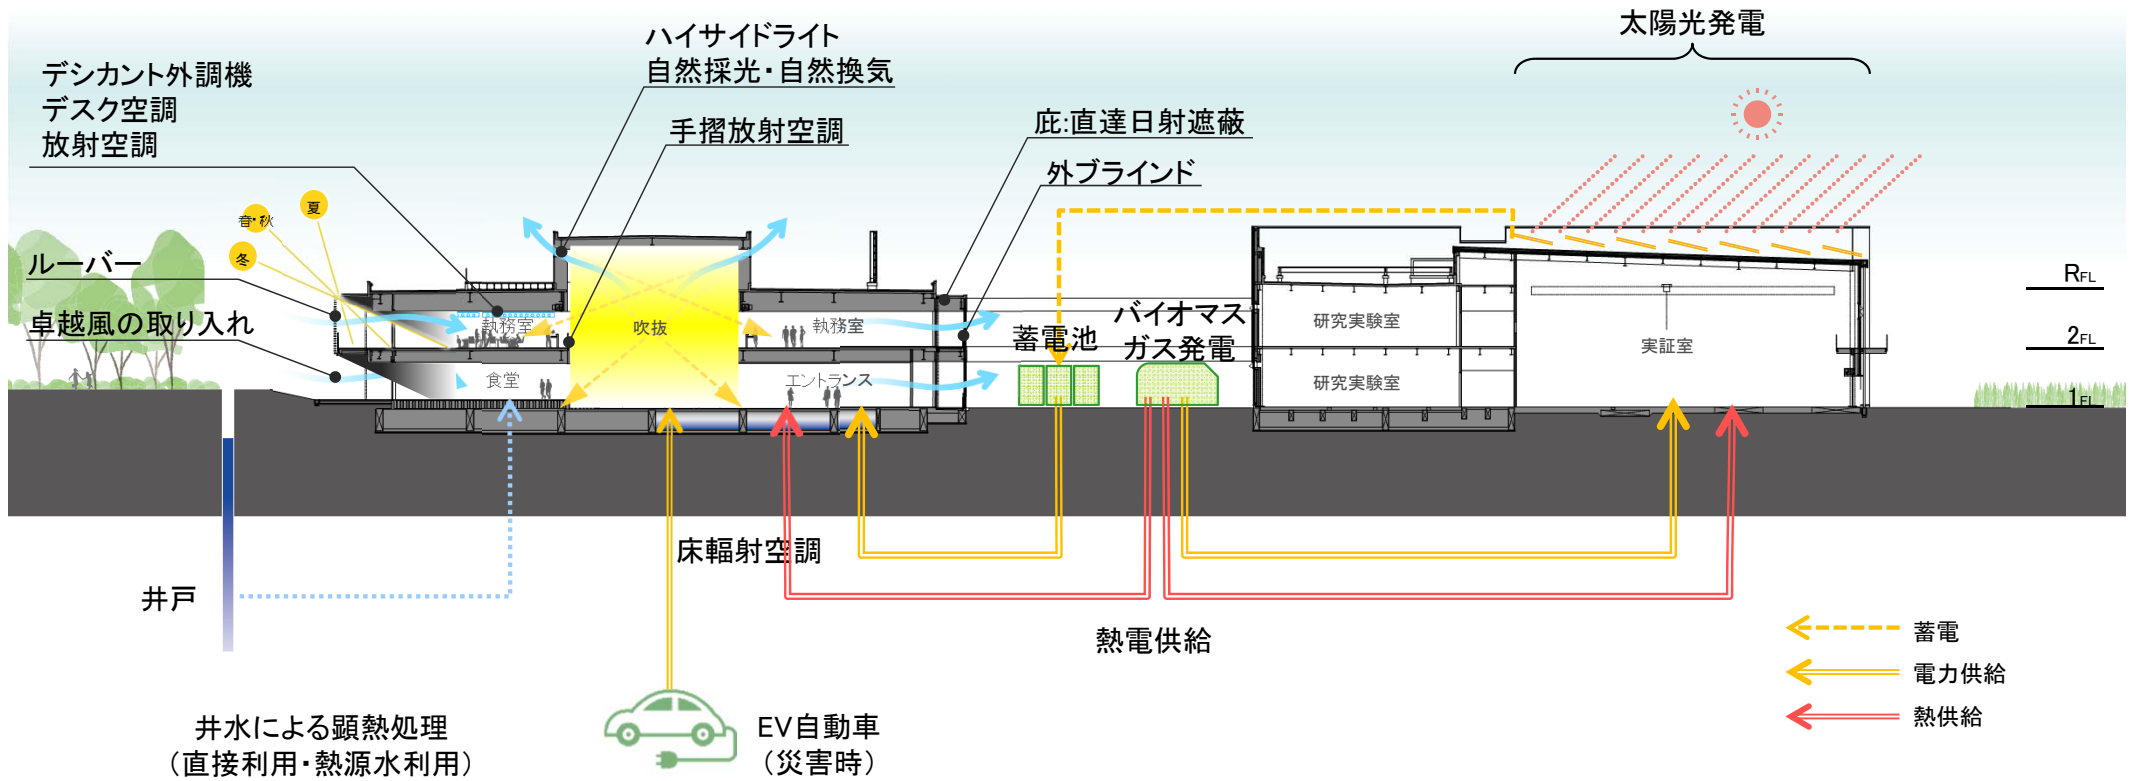 太陽光発電
ハイサイドライト
自然採光・自然換気
デシカント外調機
デスク空調
放射空調
手摺放射空調
庇:直達日射遮蔽
外ブラインド
夏
春・秋
冬
ルーバー
卓越風の取り入れ
執務室
吹抜
執務室
食堂
エントランス
蓄電池
バイオマス
ガス発電
研究実験室
研究実験室
実証室
RFL
2FL
1FL
床輻射空調
井戸
熱電供給
井水による顕熱処理
（直接利用・熱源水利用）
EV自動車
（災害時）
蓄電
電力供給
熱供給